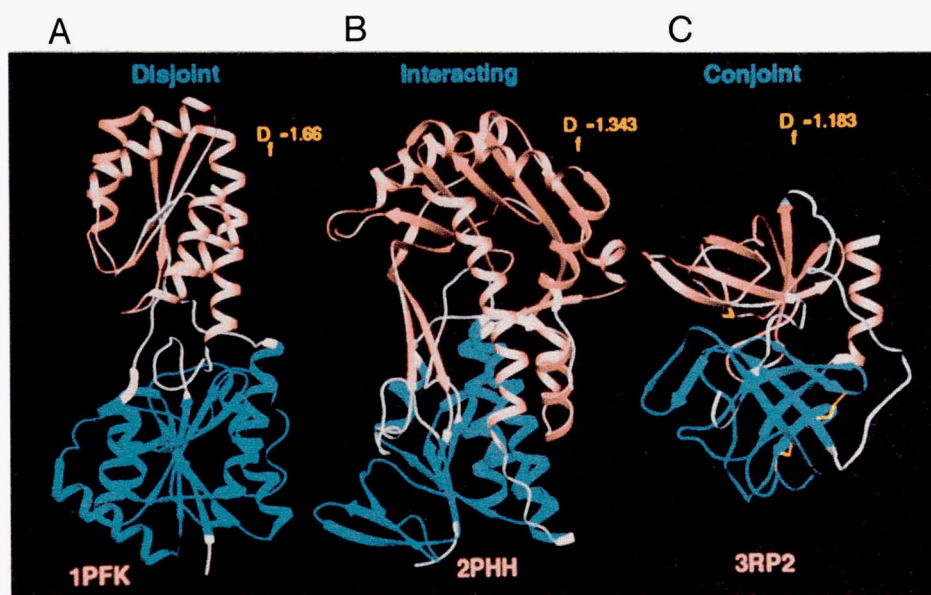 A B C
Disjoint Interacting Conjoint
Df -1.66 Df -1.343 Df -1.183
1PFK 2PHH 3RP2